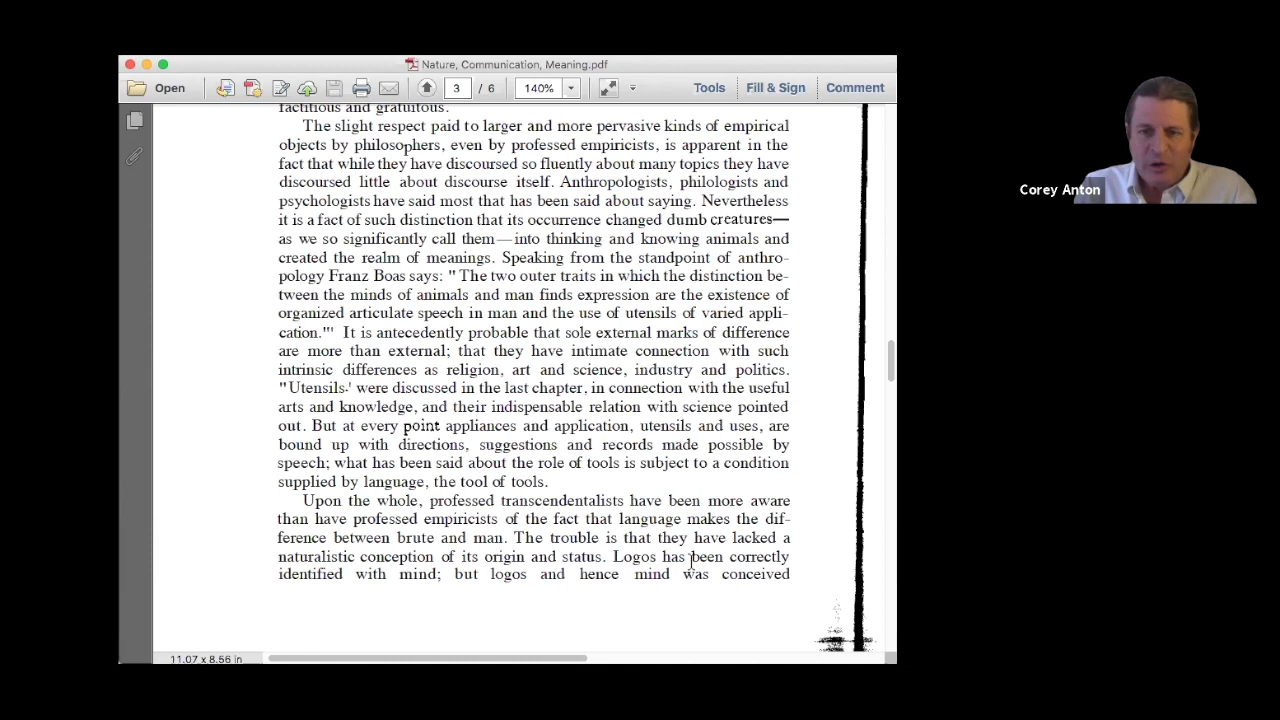 Nature, Communication, Meaning.pdf
Open
3 / 6
140%
Tools
Fill & Sign
Comment
factitious and gratuitous.
The slight respect paid to larger and more pervasive kinds of empirical
objects by philosophers, even by professed empiricists, is apparent in the
fact that while they have discoursed so fluently about many topics they have
discoursed little about discourse itself. Anthropologists, philologists and
psychologists have said most that has been said about saying. Nevertheless
it is a fact of such distinction that its occurrence changed dumb creatures—
as we so significantly call them—into thinking and knowing animals and
created the realm of meanings. Speaking from the standpoint of anthro-
pology Franz Boas says: " The two outer traits in which the distinction be-
tween the minds of animals and man finds expression are the existence of
organized articulate speech in man and the use of utensils of varied appli-
cation."' It is antecedently probable that sole external marks of difference
are more than external; that they have intimate connection with such
intrinsic differences as religion, art and science, industry and politics.
"Utensils-' were discussed in the last chapter, in connection with the useful
arts and knowledge, and their indispensable relation with science pointed
out. But at every point appliances and application, utensils and uses, are
bound up with directions, suggestions and records made possible by
speech; what has been said about the role of tools is subject to a condition
supplied by language, the tool of tools.
Upon the whole, professed transcendentalists have been more aware
than have professed empiricists of the fact that language makes the dif-
ference between brute and man. The trouble is that they have lacked a
naturalistic conception of its origin and status. Logos has been correctly
identified with mind; but logos and hence mind was conceived
11.07 x 8.56 in
Corey Anton